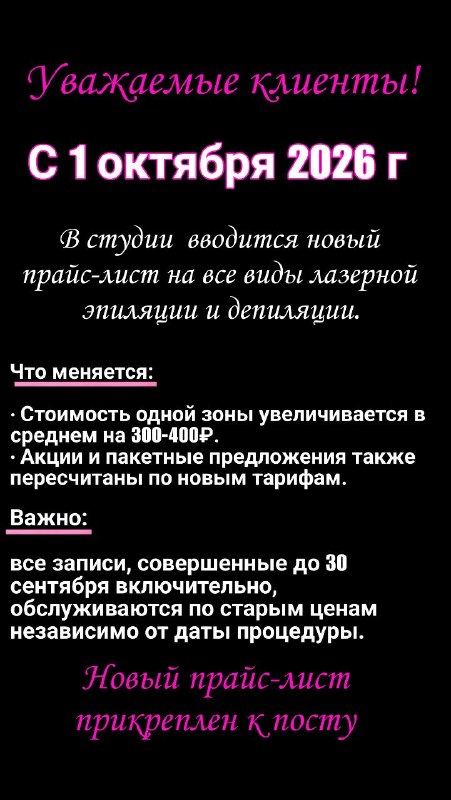 Уважаемые клиенты!
С 1 октября 2026 г
В студии вводится новый
прайс-лист на все виды лазерной
эпиляции и депиляции.
Что меняется:
· Стоимость одной зоны увеличивается в
среднем на 300-400₽.
· Акции и пакетные предложения также
пересчитаны по новым тарифам.
Важно:
все записи, совершенные до 30
сентября включительно,
обслуживаются по старым ценам
независимо от даты процедуры.
Новый прайс-лист
прикреплен к посту